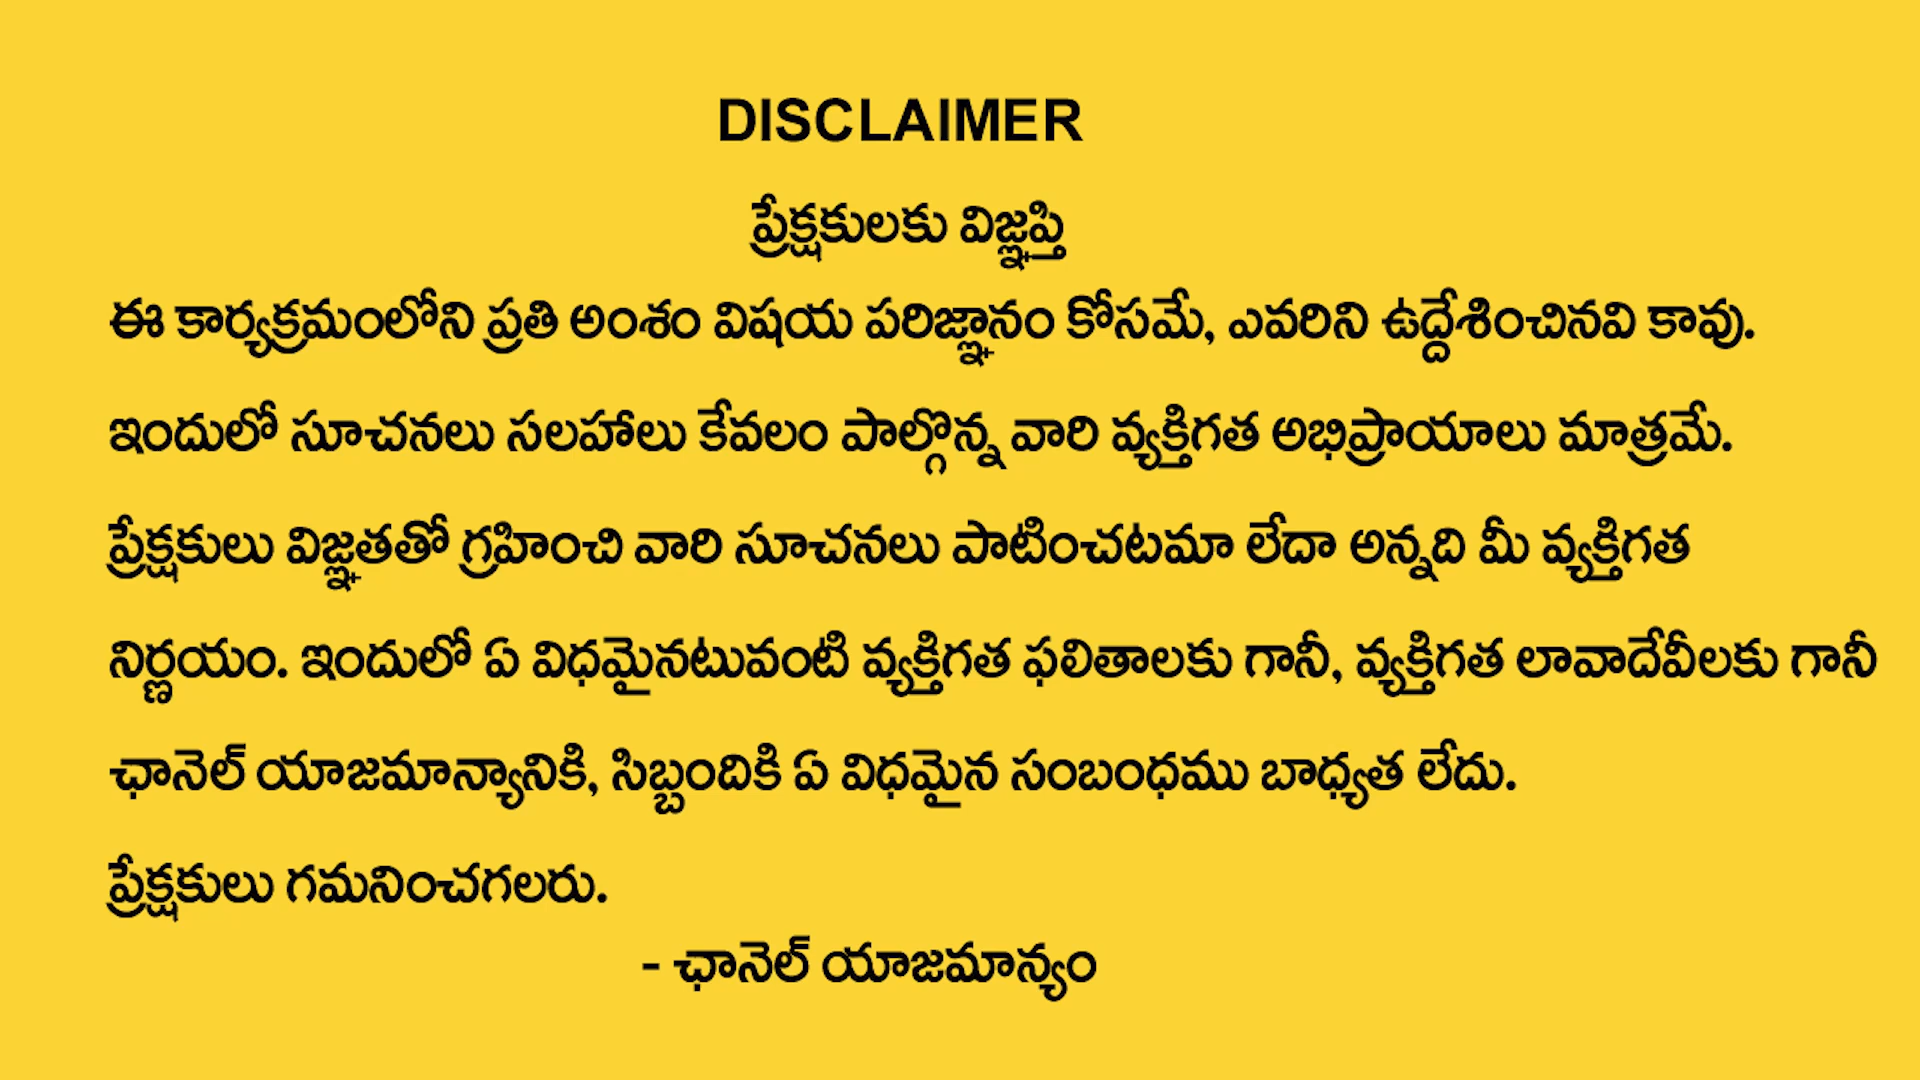 DISCLAIMER
ప్రేక్షకులకు విజ్ఞప్తి
ఈ కార్యక్రమంలోని ప్రతి అంశం విషయ పరిజ్ఞానం కోసమే, ఎవరిని ఉద్దేశించినవి కావు.
ఇందులో సూచనలు సలహాలు కేవలం పాల్గొన్న వారి వ్యక్తిగత అభిప్రాయాలు మాత్రమే.
ప్రేక్షకులు విజ్ఞతతో గ్రహించి వారి సూచనలు పాటించటమా లేదా అన్నది మీ వ్యక్తిగత
నిర్ణయం. ఇందులో ఏ విధమైనటువంటి వ్యక్తిగత ఫలితాలకు గానీ, వ్యక్తిగత లావాదేవీలకు గానీ
ఛానెల్ యాజమాన్యానికి, సిబ్బందికి ఏ విధమైన సంబంధము బాధ్యత లేదు.
ప్రేక్షకులు గమనించగలరు.
- ఛానెల్ యాజమాన్యం